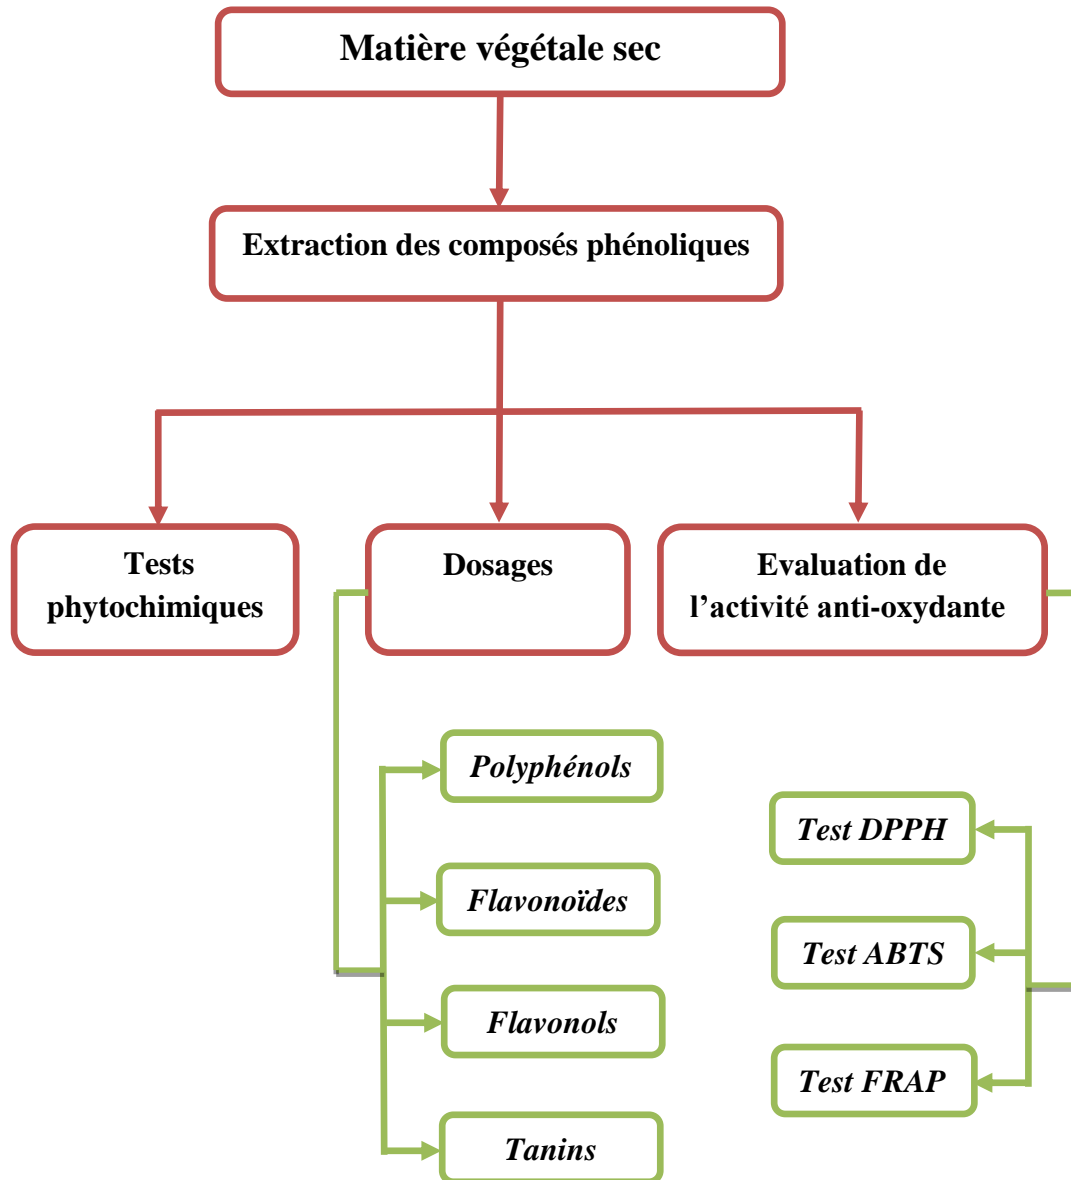 Matière végétale sec
Extraction des composés phénoliques
Tests
phytochimiques
Dosages
Evaluation de
l’activité anti-oxydante
Polyphénols
Flavonoïdes
Flavonols
Tanins
Test DPPH
Test ABTS
Test FRAP